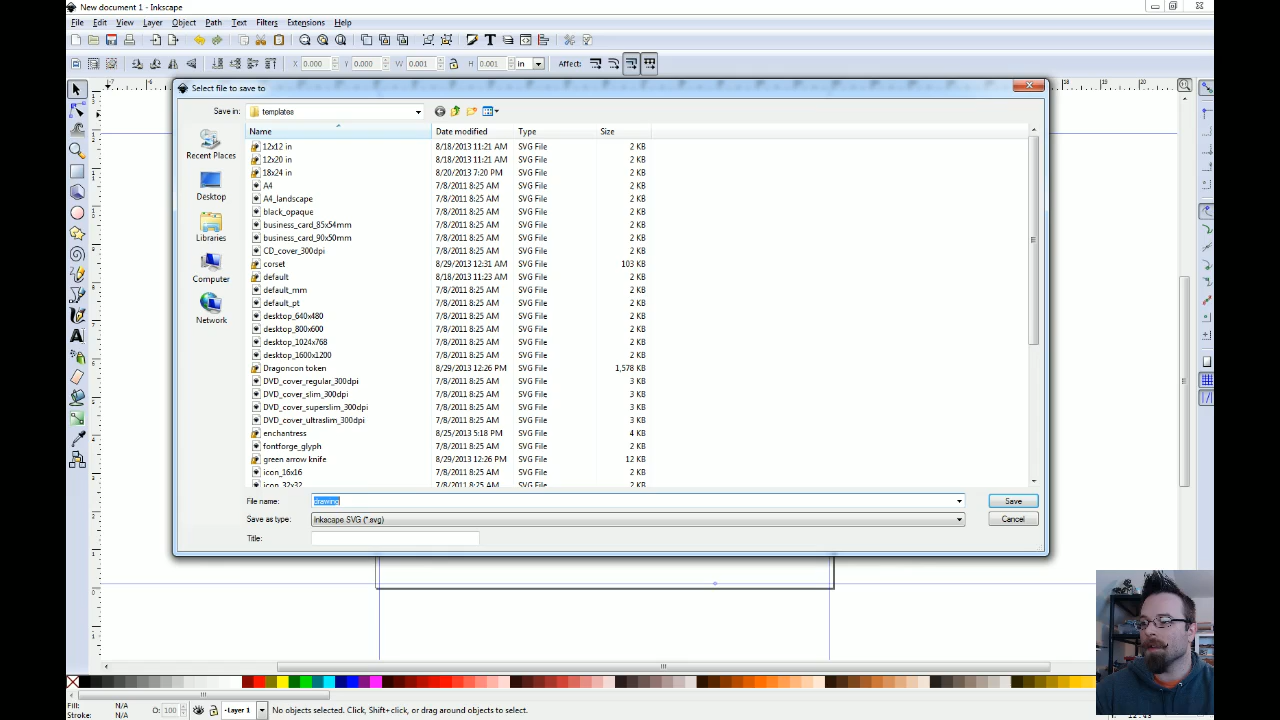 New document 1 - Inkscape
File Edit View Layer Object Path Text Filters Extensions Help
X 0.000 Y 0.000 W 0.001 H 0.001 in Affect:
Select file to save to
Save in: templates
Name Date modified Type Size
Recent Places
Desktop
Libraries
Computer
Network
12x12 in 8/18/2013 11:21 AM SVG File 2 KB
12x20 in 8/18/2013 11:21 AM SVG File 2 KB
18x24 in 8/20/2013 7:20 PM SVG File 2 KB
A4 7/8/2011 8:25 AM SVG File 2 KB
A4_landscape 7/8/2011 8:25 AM SVG File 2 KB
black_opaque 7/8/2011 8:25 AM SVG File 2 KB
business_card_85x54mm 7/8/2011 8:25 AM SVG File 2 KB
business_card_90x50mm 7/8/2011 8:25 AM SVG File 2 KB
CD_cover_300dpi 7/8/2011 8:25 AM SVG File 2 KB
corset 8/29/2013 12:31 AM SVG File 103 KB
default 8/18/2013 11:23 AM SVG File 2 KB
default_mm 7/8/2011 8:25 AM SVG File 2 KB
default_pt 7/8/2011 8:25 AM SVG File 2 KB
desktop_640x480 7/8/2011 8:25 AM SVG File 2 KB
desktop_800x600 7/8/2011 8:25 AM SVG File 2 KB
desktop_1024x768 7/8/2011 8:25 AM SVG File 2 KB
desktop_1600x1200 7/8/2011 8:25 AM SVG File 2 KB
Dragoncon token 8/29/2013 12:26 PM SVG File 1,578 KB
DVD_cover_regular_300dpi 7/8/2011 8:25 AM SVG File 3 KB
DVD_cover_slim_300dpi 7/8/2011 8:25 AM SVG File 3 KB
DVD_cover_superslim_300dpi 7/8/2011 8:25 AM SVG File 3 KB
DVD_cover_ultraslim_300dpi 7/8/2011 8:25 AM SVG File 3 KB
enchantress 8/25/2013 5:18 PM SVG File 4 KB
fontforge_glyph 7/8/2011 8:25 AM SVG File 2 KB
green arrow knife 8/29/2013 12:26 PM SVG File 12 KB
icon_16x16 7/8/2011 8:25 AM SVG File 2 KB
icon_32x32 7/8/2011 8:25 AM SVG File 2 KB
File name: drawing Save
Save as type: Inkscape SVG (*.svg) Cancel
Title:
Fill: N/A
Stroke: N/A
O: 100
Layer 1
No objects selected. Click, Shift+click, or drag around objects to select.